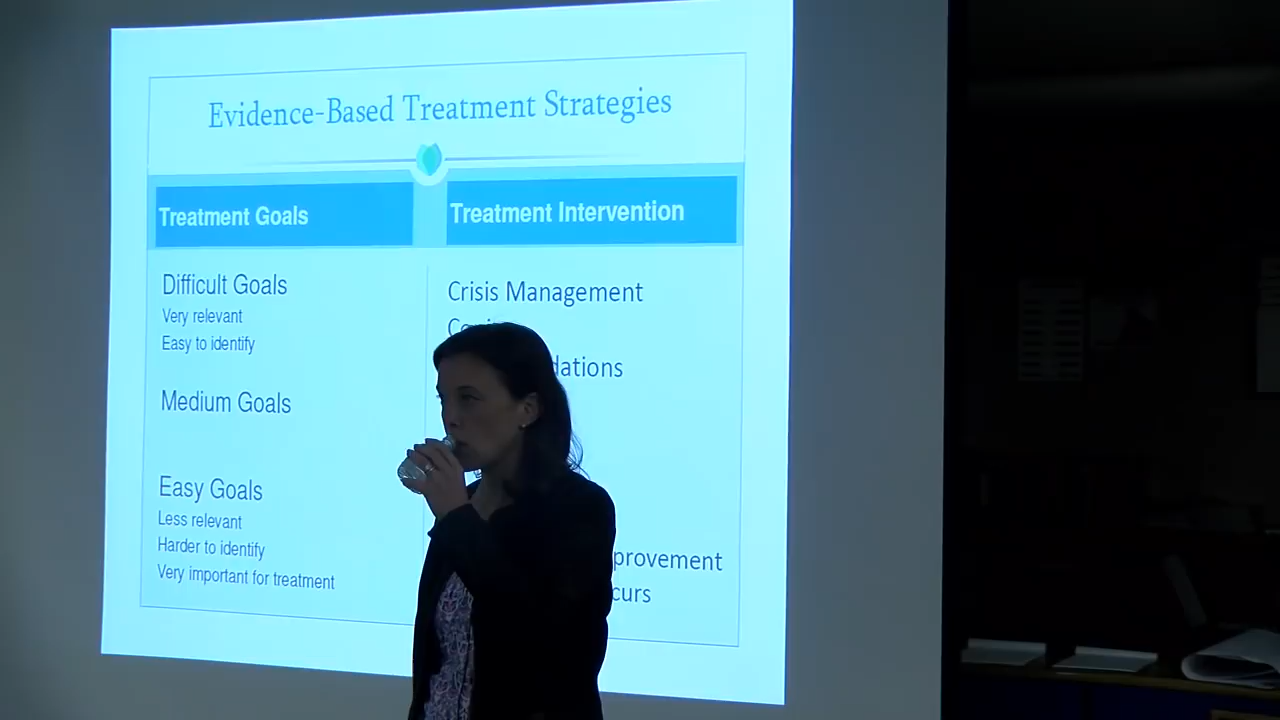 Evidence-Based Treatment Strategies
Treatment Goals
Difficult Goals
Very relevant
Easy to identify
Medium Goals
Easy Goals
Less relevant
Harder to identify
Very important for treatment
Treatment Intervention
Crisis Management